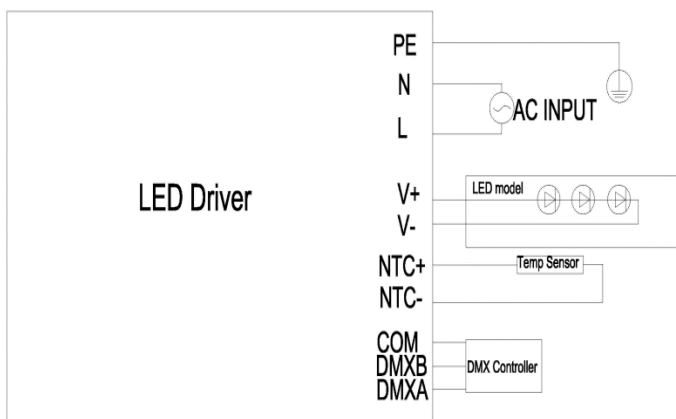 PE
N
AC INPUT
L
LED Driver
V+
LED model
V-
NTC+
Temp Sensor
NTC-
COM
DMXB
DMX Controller
DMXA